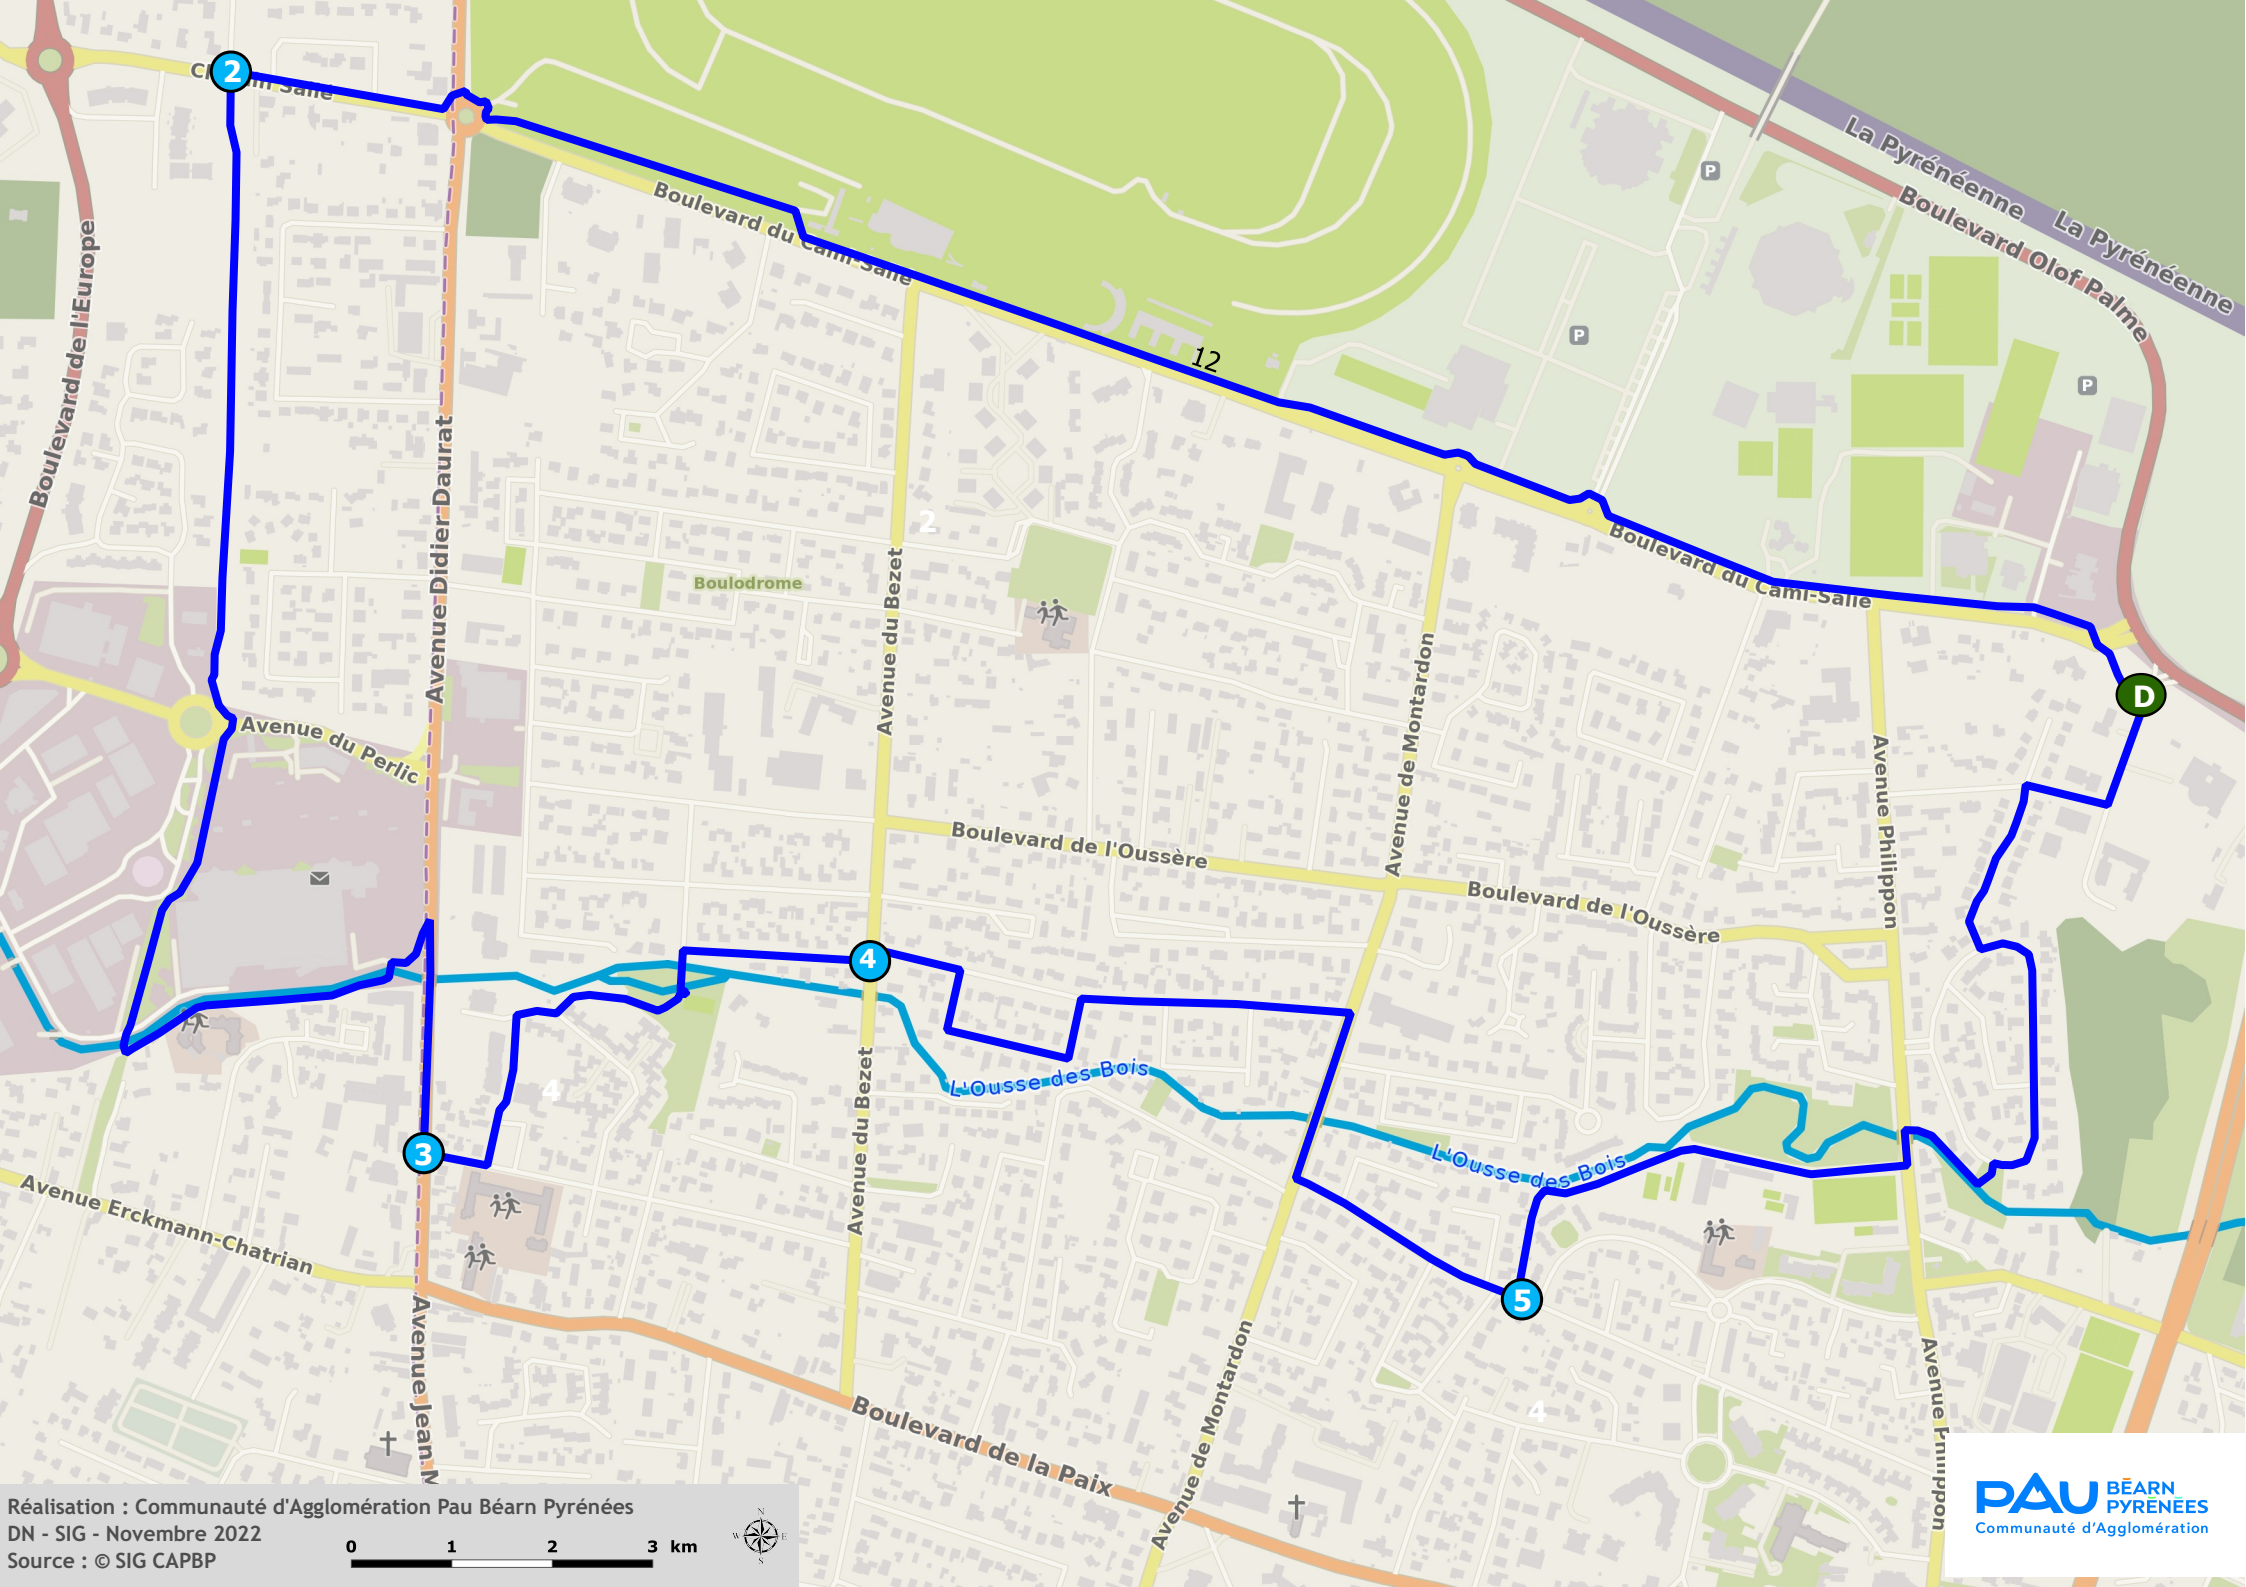 2
Chemin Salié
La Pyrénéenne
La Pyrénéenne
Boulevard Olof Palme
P
P
P
Boulevard du Cami-Salié
Boulevard de l'Europe
12
Avenue Didier Daurat
2
Boulevard du Cami-Salié
Boulodrome
Avenue du Bezet
Avenue de Montardon
D
Avenue du Perlic
Avenue Philippon
Boulevard de l'Oussère
Boulevard de l'Oussère
4
L'Ousse des Bois
4
Avenue du Bezet
3
L'Ousse des Bois
Avenue Erckmann-Chatrian
5
Avenue Jean M
Avenue de Montardon
Avenue Philippon
4
Boulevard de la Paix
Réalisation : Communauté d'Agglomération Pau Béarn Pyrénées
DN - SIG - Novembre 2022
Source : © SIG CAPBP
0 1 2 3 km
N
W E
S
PAU BÉARN
PYRÉNÉES
Communauté d'Agglomération